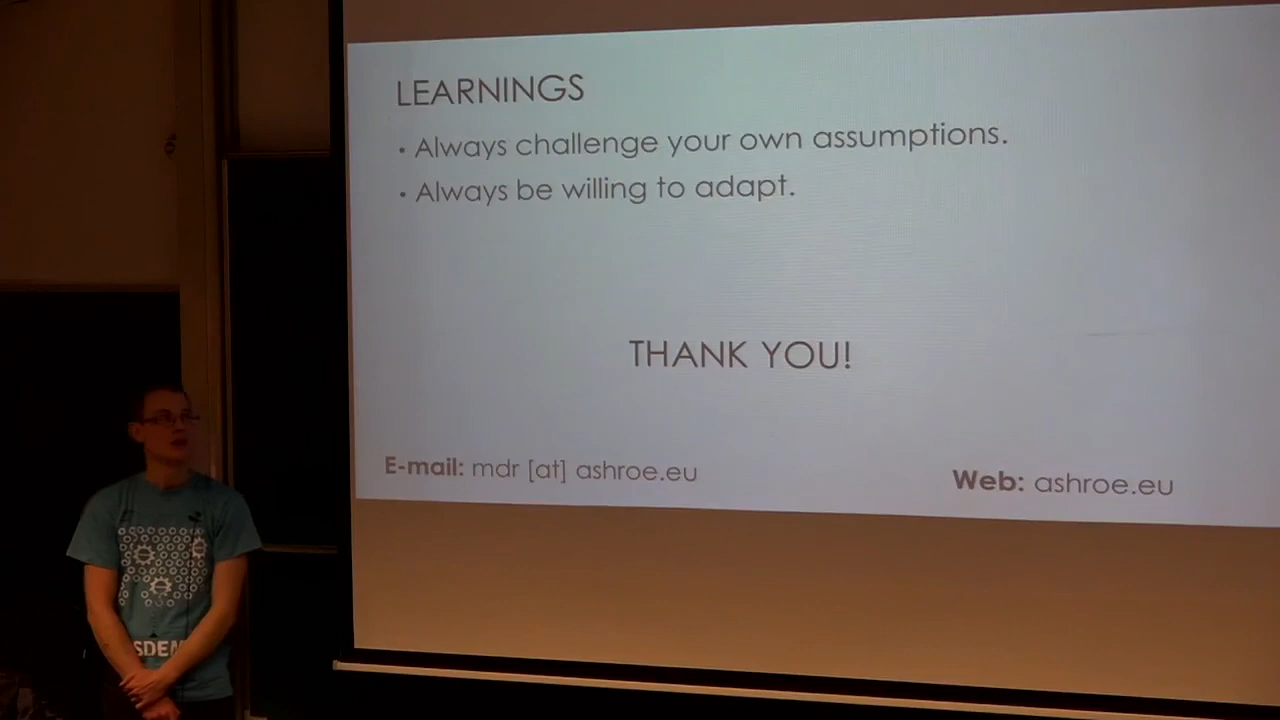 LEARNINGS
• Always challenge your own assumptions.
• Always be willing to adapt.
THANK YOU!
E-mail: mdr [at] ashroe.eu
Web: ashroe.eu
SDEM